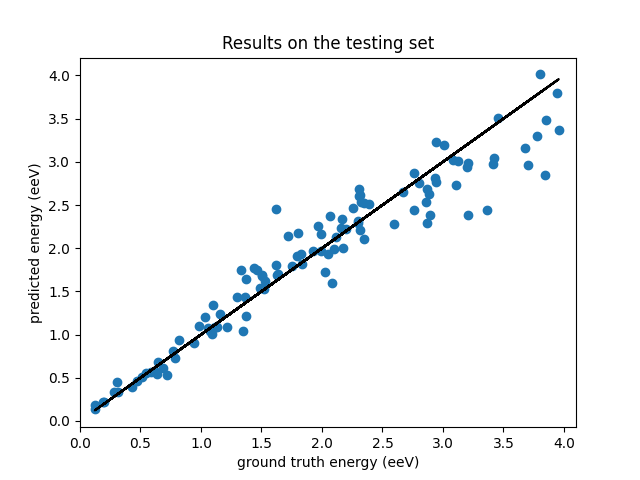 Results on the testing set
4.0
3.5
3.0
2.5
2.0
1.5
1.0
0.5
0.0
predicted energy (eeV)
0.0 0.5 1.0 1.5 2.0 2.5 3.0 3.5 4.0
ground truth energy (eeV)